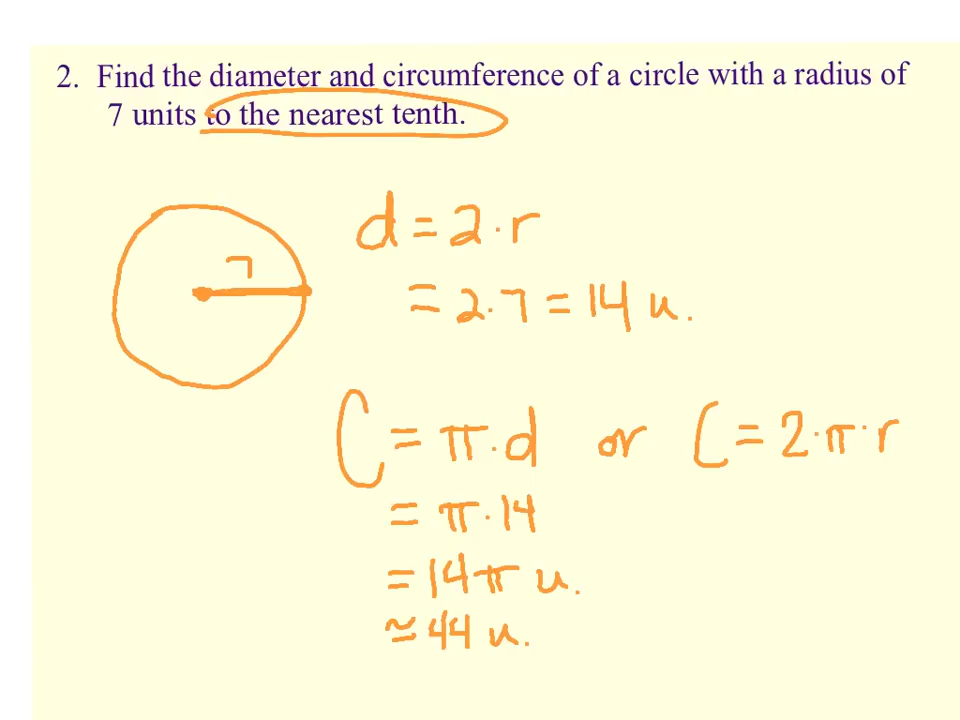 2. Find the diameter and circumference of a circle with a radius of
7 units to the nearest tenth.
7
d = 2 · r
= 2 · 7 = 14 u.
C = π · d or C = 2 · π · r
= π · 14
= 14π u.
≃ 44 u.